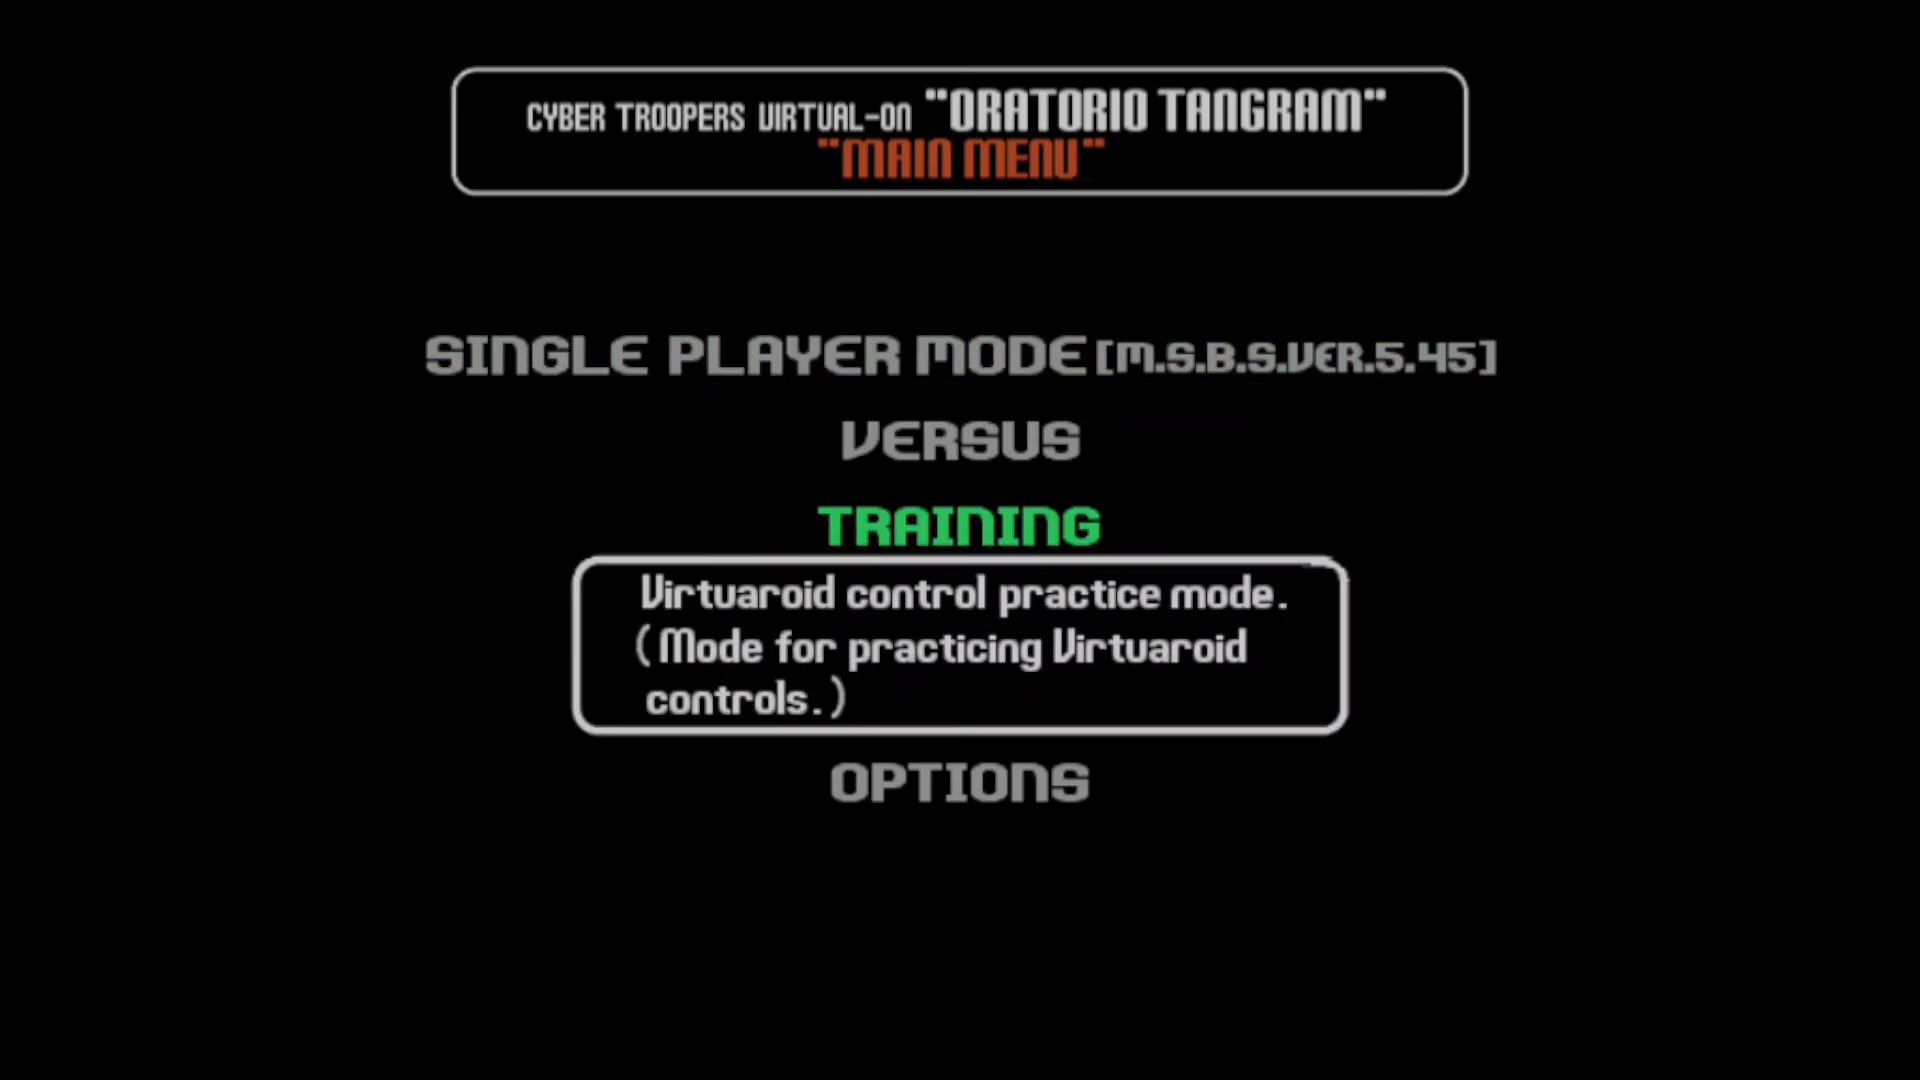 CYBER TROOPERS VIRTUAL-ON "ORATORIO TANGRAM"
"MAIN MENU"
SINGLE PLAYER MODE [M.S.B.S.VER.5.45]
VERSUS
TRAINING
Virtuaroid control practice mode.
(Mode for practicing Virtuaroid
controls.)
OPTIONS